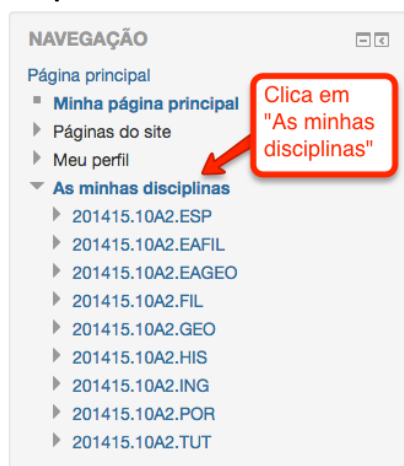 NAVEGAÇÃO
Página principal
Minha página principal
Páginas do site
Meu perfil
As minhas disciplinas
201415.10A2.ESP
201415.10A2.EAFIL
201415.10A2.EAGEO
201415.10A2.FIL
201415.10A2.GEO
201415.10A2.HIS
201415.10A2.ING
201415.10A2.POR
201415.10A2.TUT
Clica em
"As minhas
disciplinas"